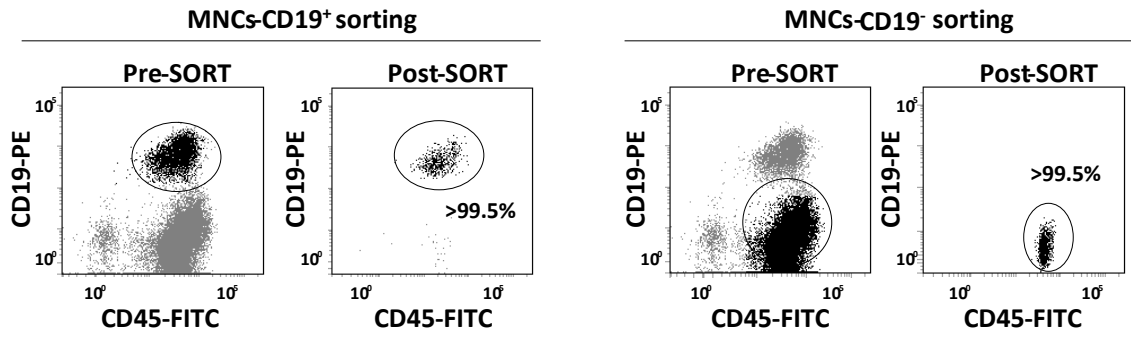 MNCs-CD19⁺ sorting
Pre-SORT
Post-SORT
CD19-PE
10⁵
10⁰
10⁰
10⁵
CD45-FITC
CD19-PE
10⁵
10⁰
>99.5%
10⁰
10⁵
CD45-FITC
MNCs-CD19⁻ sorting
Pre-SORT
Post-SORT
CD19-PE
10⁵
10⁰
10⁰
10⁵
CD45-FITC
CD19-PE
10⁵
10⁰
>99.5%
10⁰
10⁵
CD45-FITC